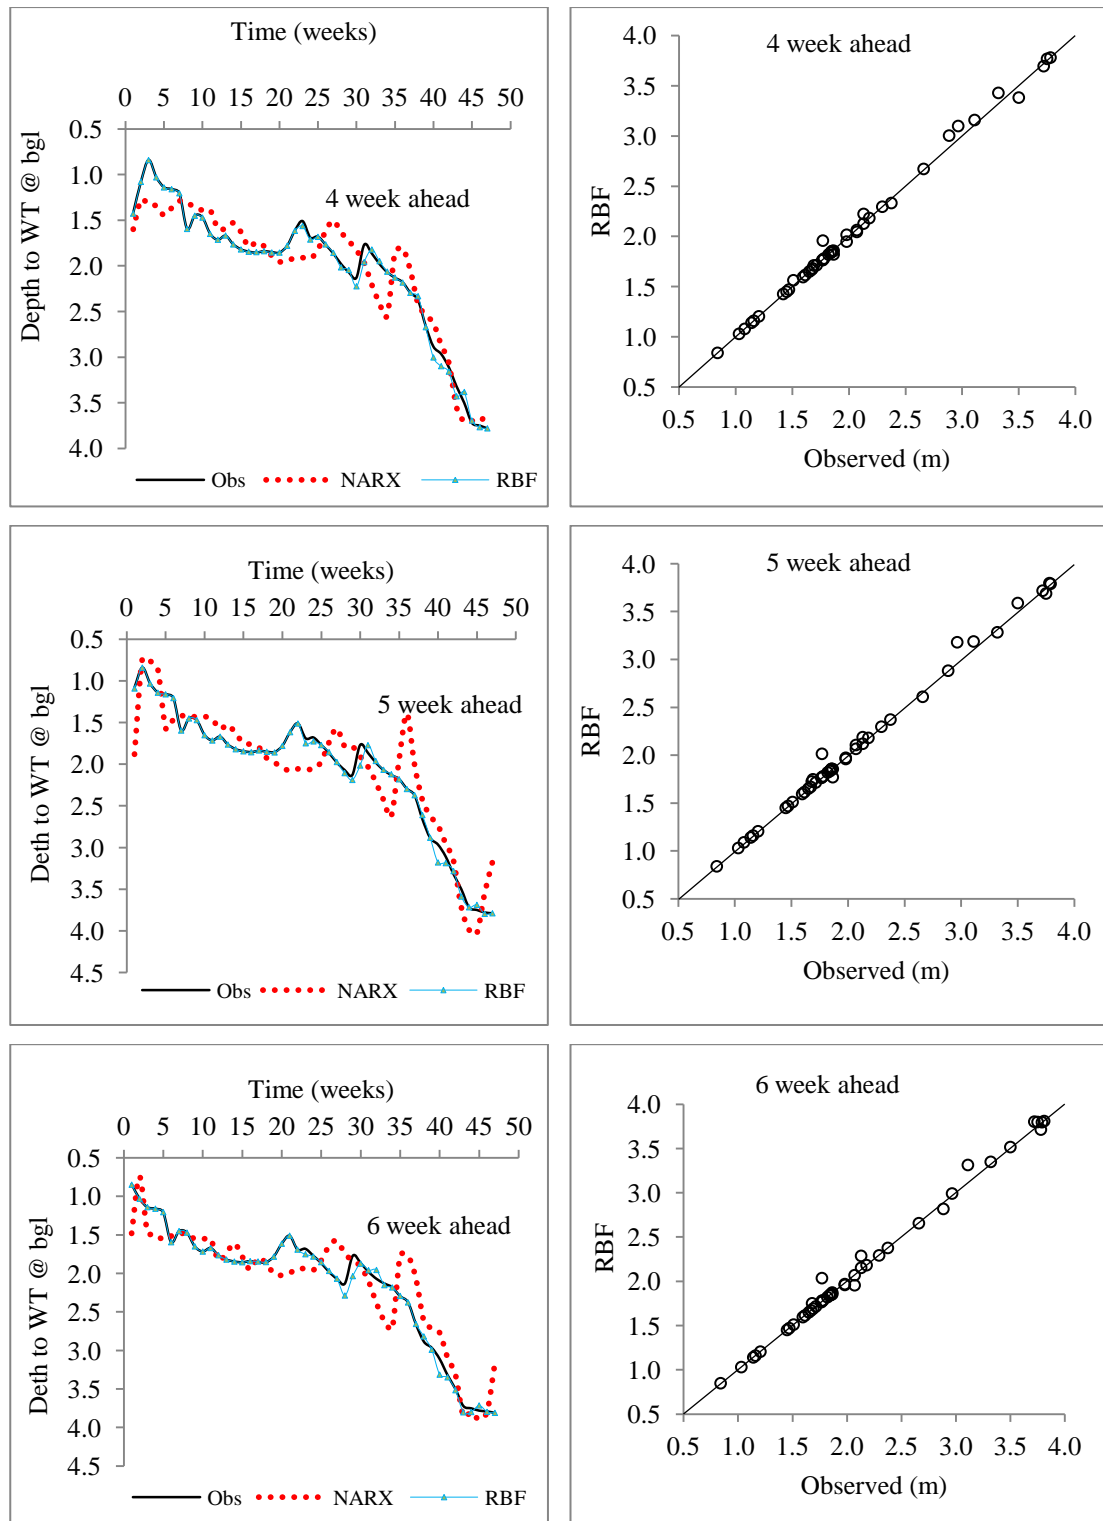 Time (weeks)
0 5 10 15 20 25 30 35 40 45 50
0.5
1.0
1.5
2.0
2.5
3.0
3.5
4.0
Depth to WT @ bgl
4 week ahead
Obs NARX RBF
4 week ahead
4.0
3.5
3.0
2.5
2.0
1.5
1.0
0.5
RBF
0.5 1.0 1.5 2.0 2.5 3.0 3.5 4.0
Observed (m)
Time (weeks)
0 5 10 15 20 25 30 35 40 45 50
0.5
1.0
1.5
2.0
2.5
3.0
3.5
4.0
4.5
Deth to WT @ bgl
5 week ahead
Obs NARX RBF
5 week ahead
4.0
3.5
3.0
2.5
2.0
1.5
1.0
0.5
RBF
0.5 1.0 1.5 2.0 2.5 3.0 3.5 4.0
Observed (m)
Time (weeks)
0 5 10 15 20 25 30 35 40 45 50
0.5
1.0
1.5
2.0
2.5
3.0
3.5
4.0
4.5
Deth to WT @ bgl
6 week ahead
Obs NARX RBF
6 week ahead
4.0
3.5
3.0
2.5
2.0
1.5
1.0
0.5
RBF
0.5 1.0 1.5 2.0 2.5 3.0 3.5 4.0
Observed (m)